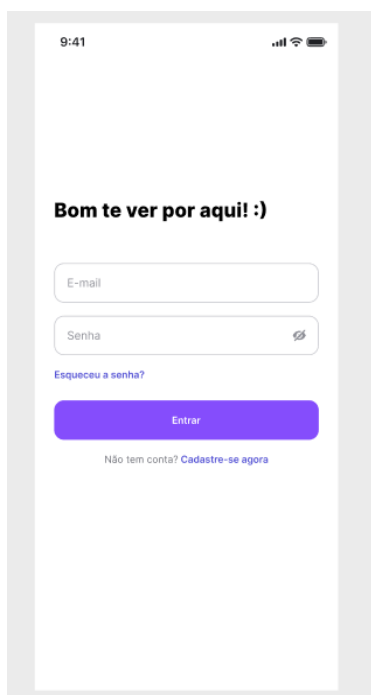 9:41
Bom te ver por aqui! :)
E-mail
Senha
Esqueceu a senha?
Entrar
Não tem conta? Cadastre-se agora